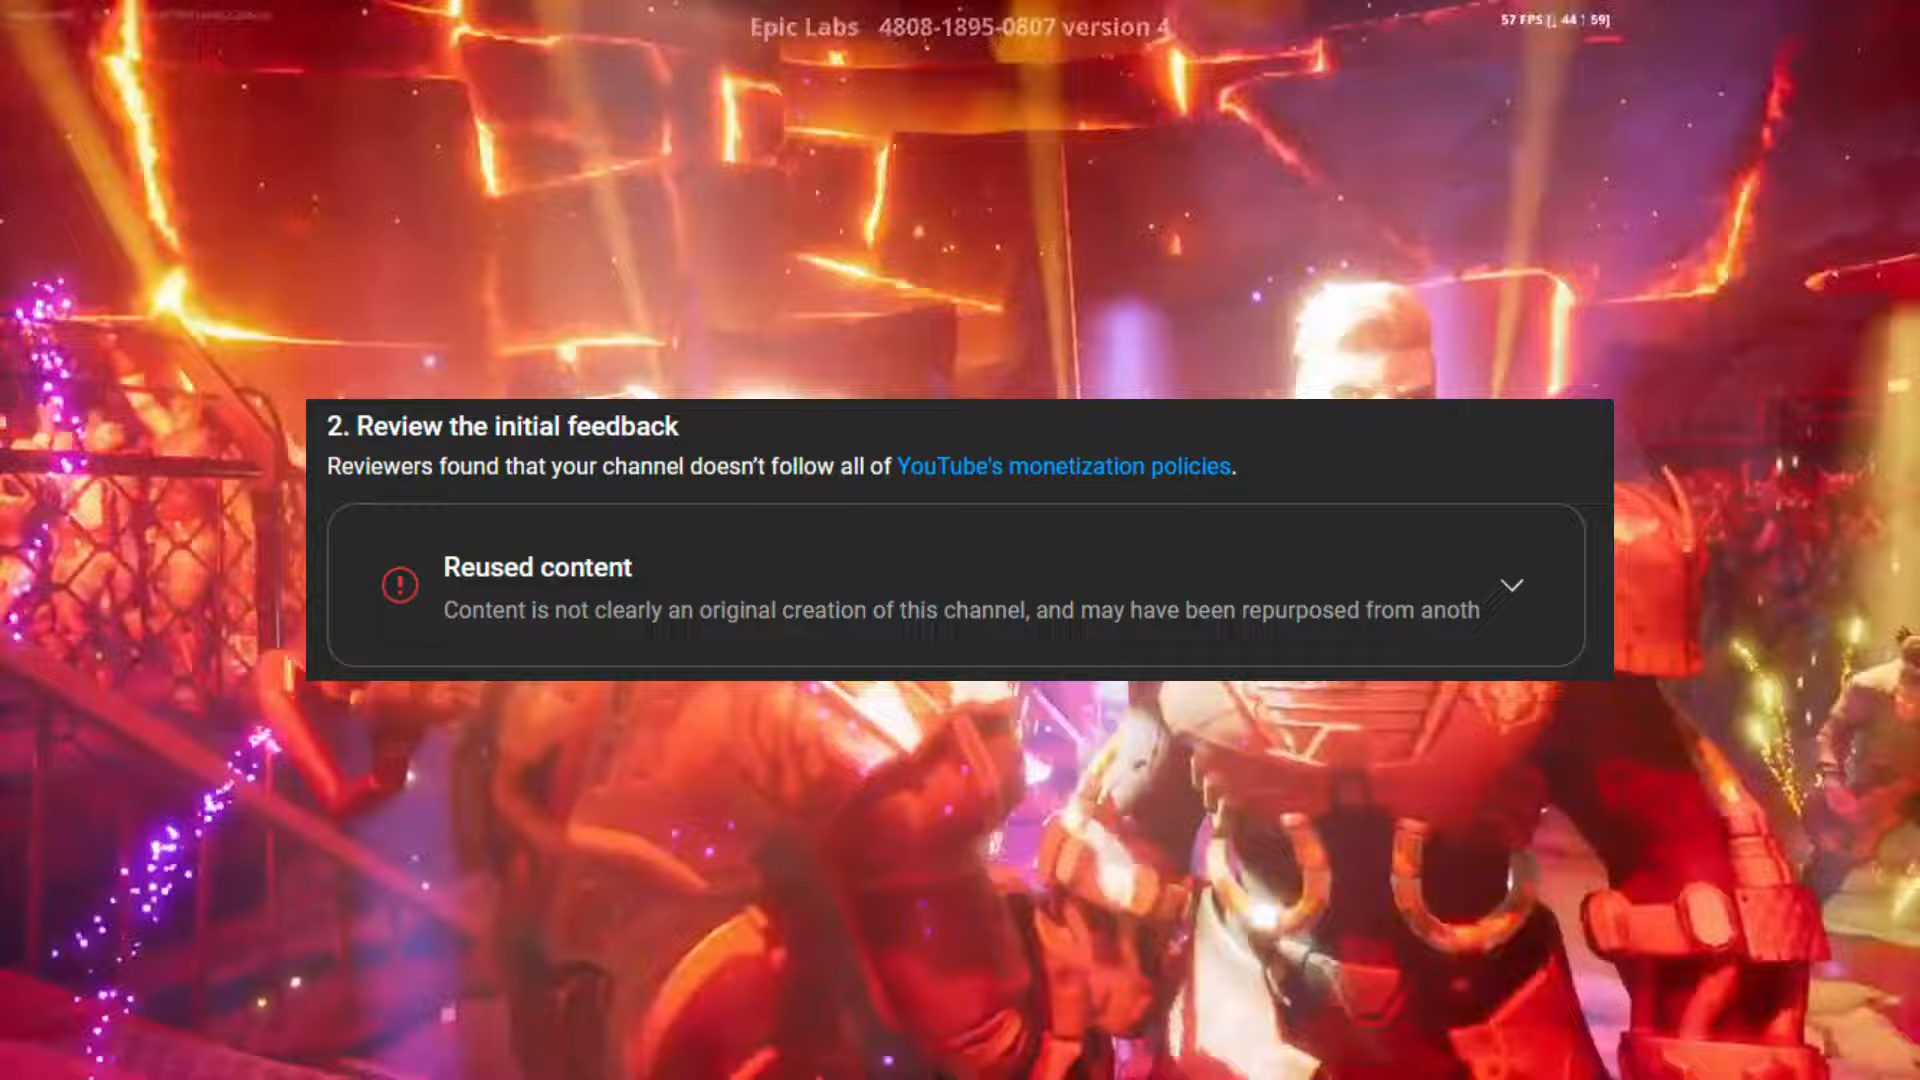 Epic Labs 4808-1895-0807 version 4
57 FPS [↓ 44 ↑ 59]
2. Review the initial feedback
Reviewers found that your channel doesn’t follow all of YouTube's monetization policies.
Reused content
Content is not clearly an original creation of this channel, and may have been repurposed from anoth